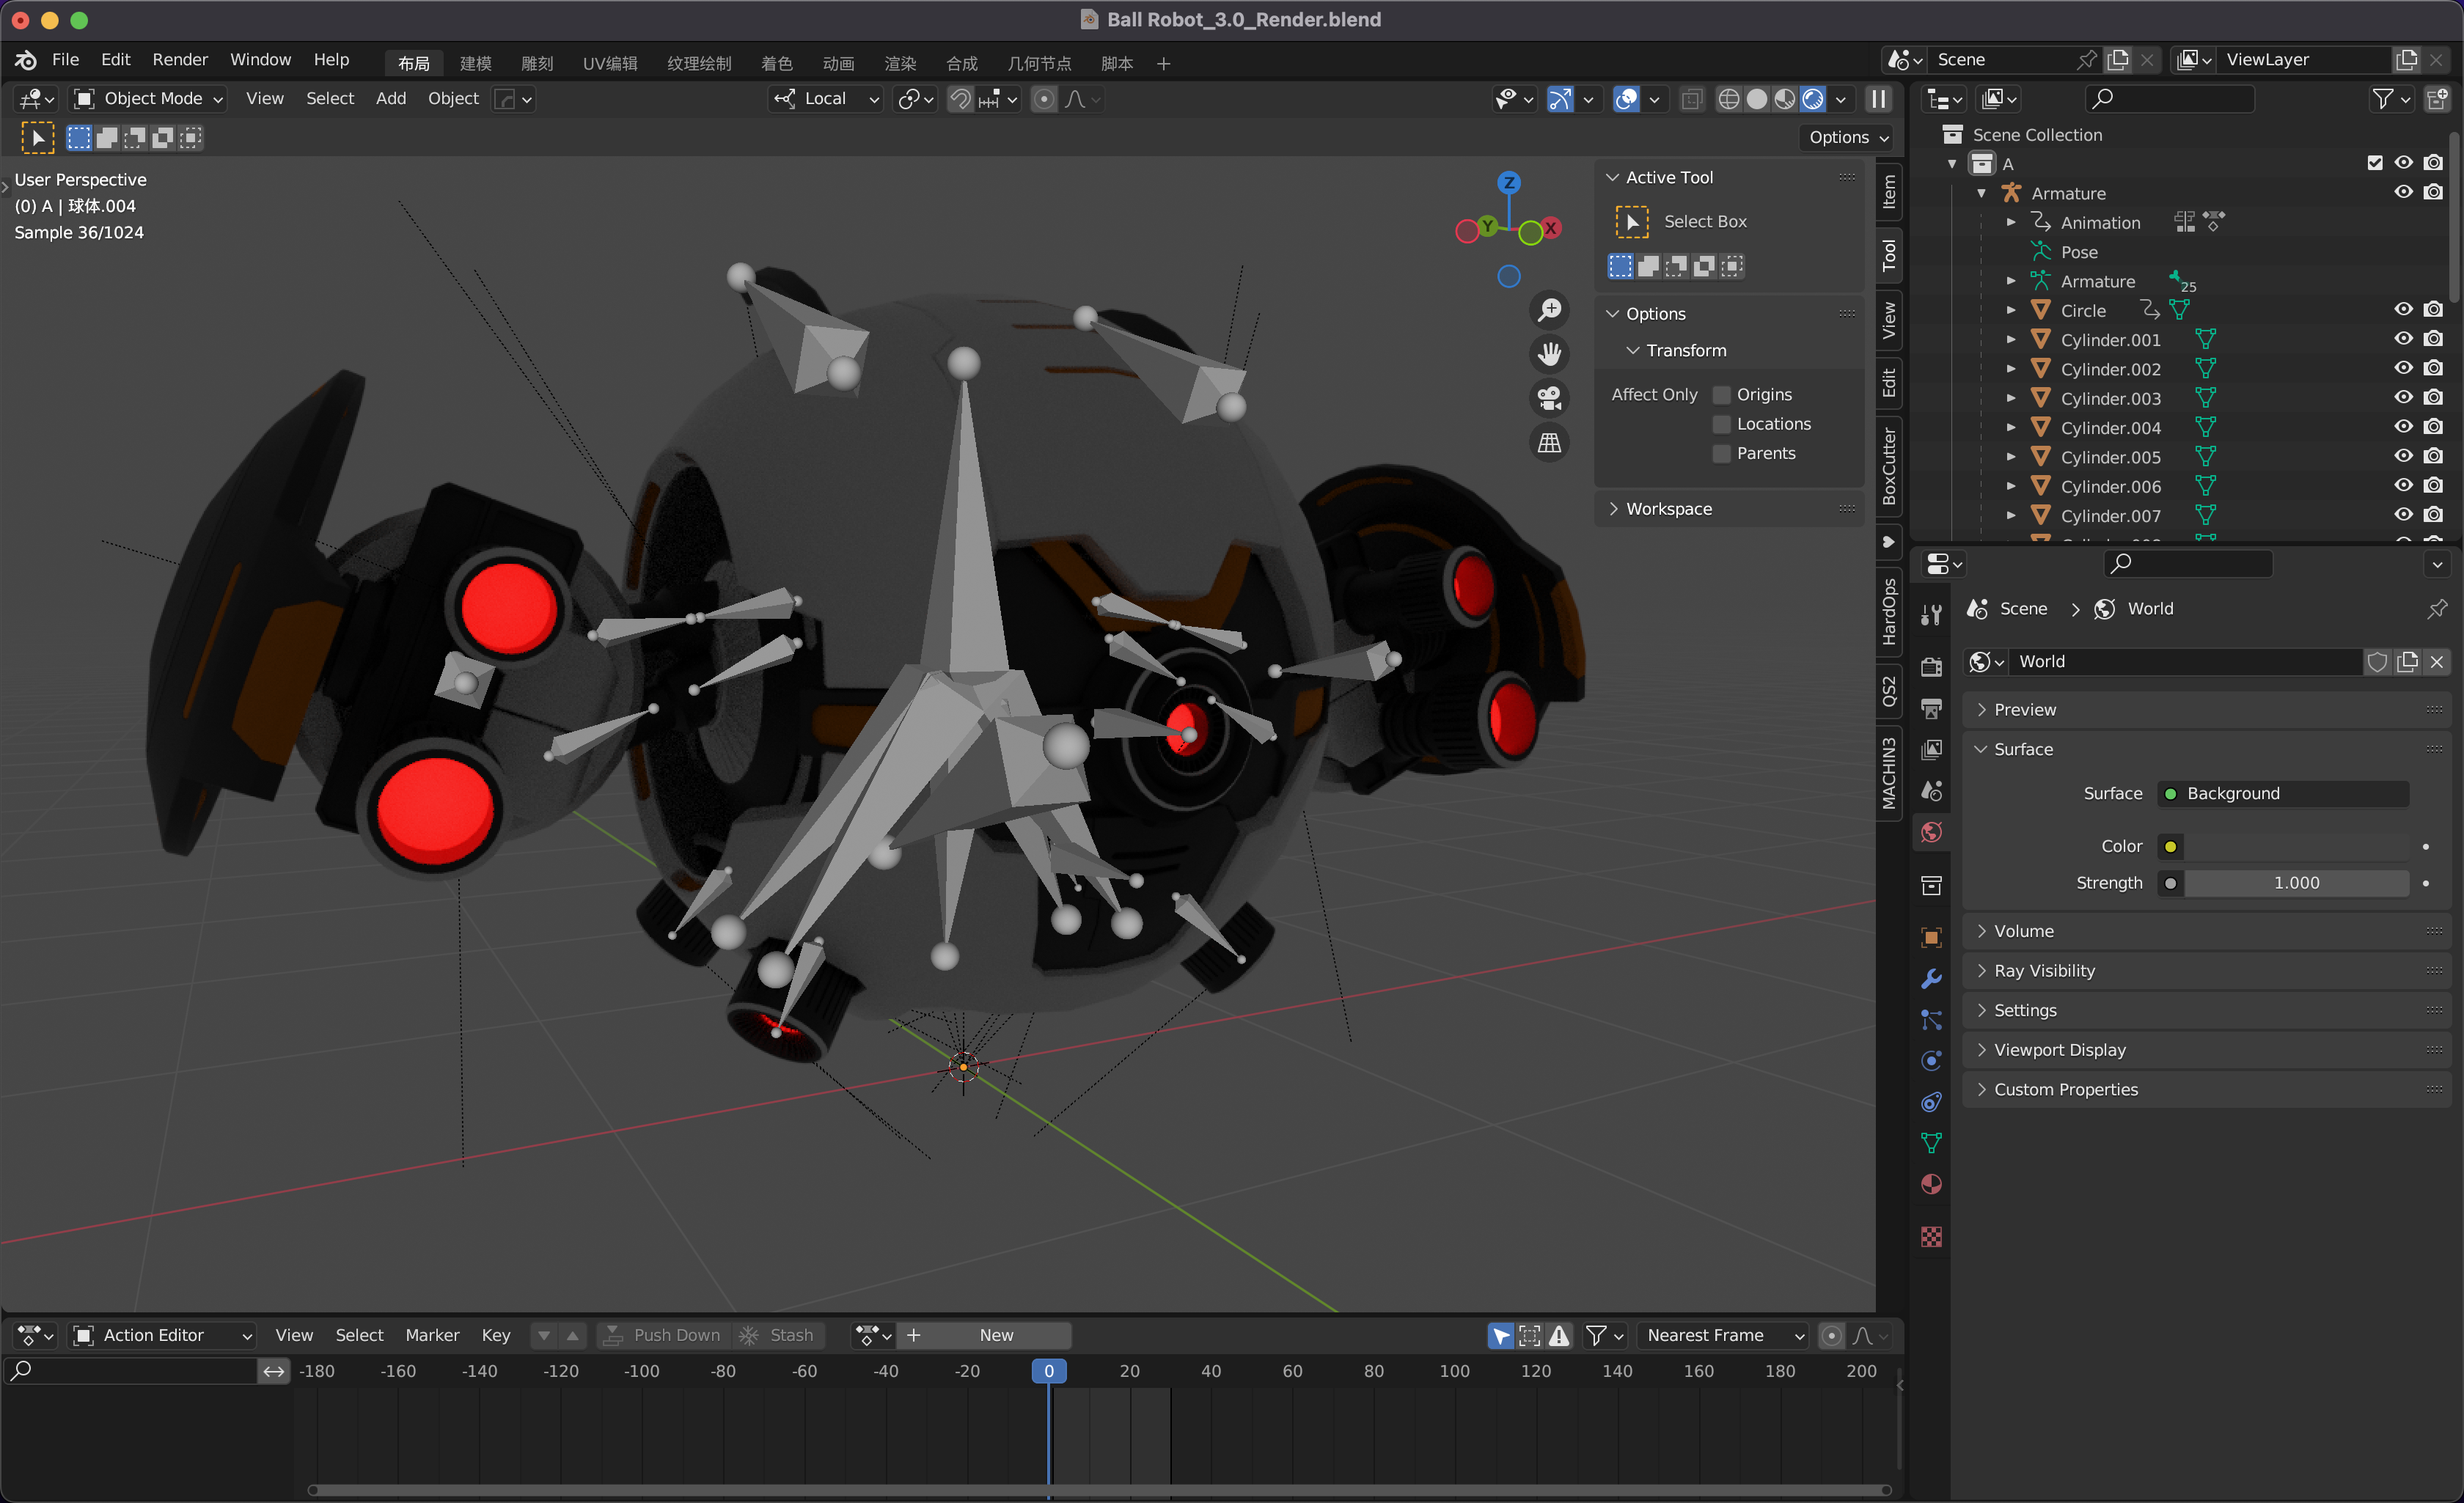 Ball Robot_3.0_Render.blend
File Edit Render Window Help 布局 建模 雕刻 UV编辑 纹理绘制 着色 动画 渲染 合成 几何节点 脚本 + Scene ViewLayer
Object Mode View Select Add Object Local
Options
User Perspective
(0) A | 球体.004
Sample 36/1024
Z
Y
X
Active Tool
Select Box
Options
Transform
Affect Only Origins
Locations
Parents
Workspace
Item
Tool
View
Edit
BoxCutter
HardOps
QS2
MACHIN3
Scene Collection
A
Armature
Animation
Pose
Armature 25
Circle
Cylinder.001
Cylinder.002
Cylinder.003
Cylinder.004
Cylinder.005
Cylinder.006
Cylinder.007
Scene > World
World
Preview
Surface
Surface Background
Color
Strength 1.000
Volume
Ray Visibility
Settings
Viewport Display
Custom Properties
Action Editor View Select Marker Key Push Down Stash + New Nearest Frame
-180 -160 -140 -120 -100 -80 -60 -40 -20 0 20 40 60 80 100 120 140 160 180 200